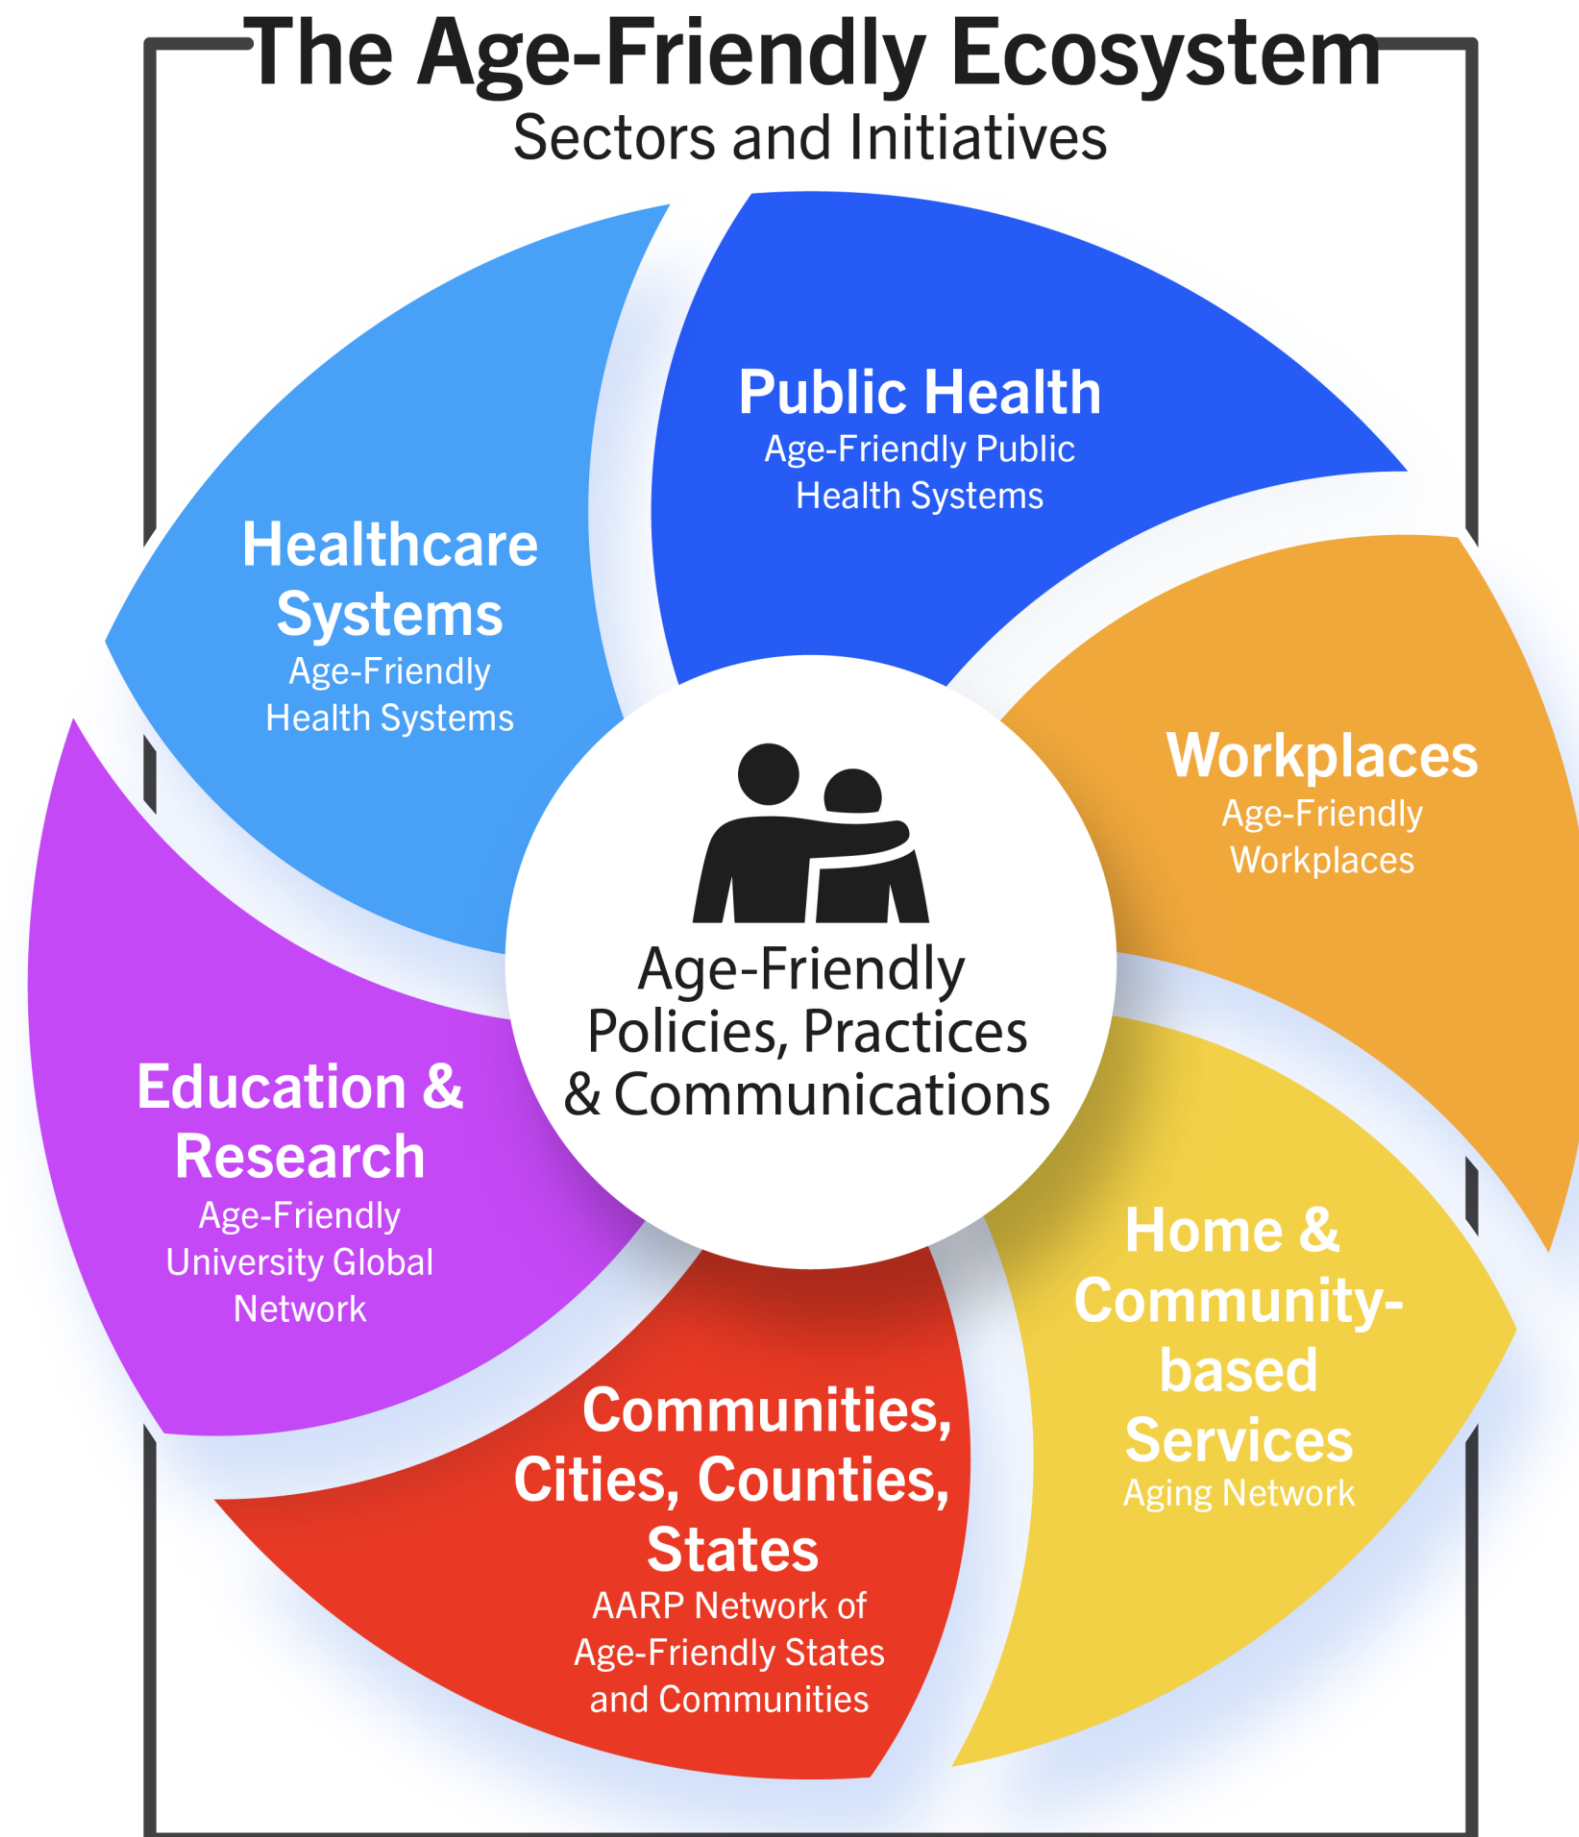 The Age-Friendly Ecosystem
Sectors and Initiatives
Public Health
Age-Friendly Public
Health Systems
Healthcare
Systems
Age-Friendly
Health Systems
Workplaces
Age-Friendly
Workplaces
Age-Friendly
Policies, Practices
& Communications
Education &
Research
Age-Friendly
University Global
Network
Home &
Community-
based
Services
Aging Network
Communities,
Cities, Counties,
States
AARP Network of
Age-Friendly States
and Communities